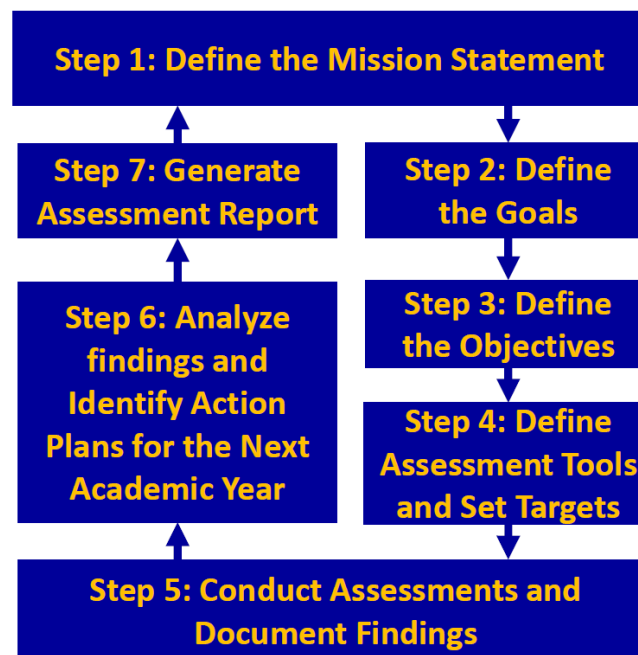 Step 1: Define the Mission Statement
Step 7: Generate
Assessment Report
Step 2: Define
the Goals
Step 3: Define
the Objectives
Step 6: Analyze
findings and
Identify Action
Plans for the Next
Academic Year
Step 4: Define
Assessment Tools
and Set Targets
Step 5: Conduct Assessments and
Document Findings